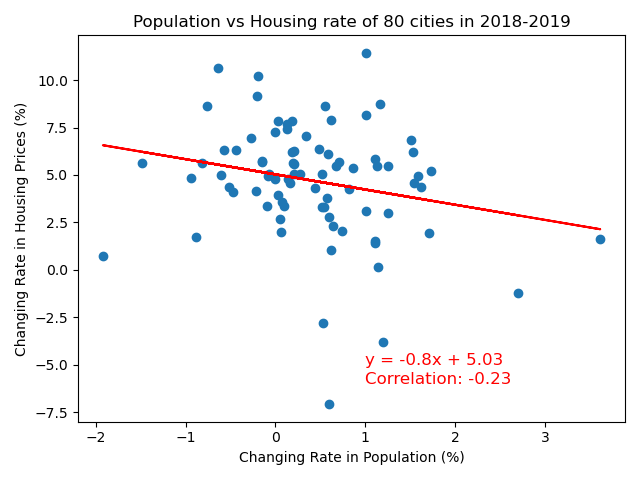 Population vs Housing rate of 80 cities in 2018-2019
Changing Rate in Housing Prices (%)
10.0
7.5
5.0
2.5
0.0
−2.5
−5.0
−7.5
y = -0.8x + 5.03
Correlation: -0.23
−2
−1
0
1
2
3
Changing Rate in Population (%)